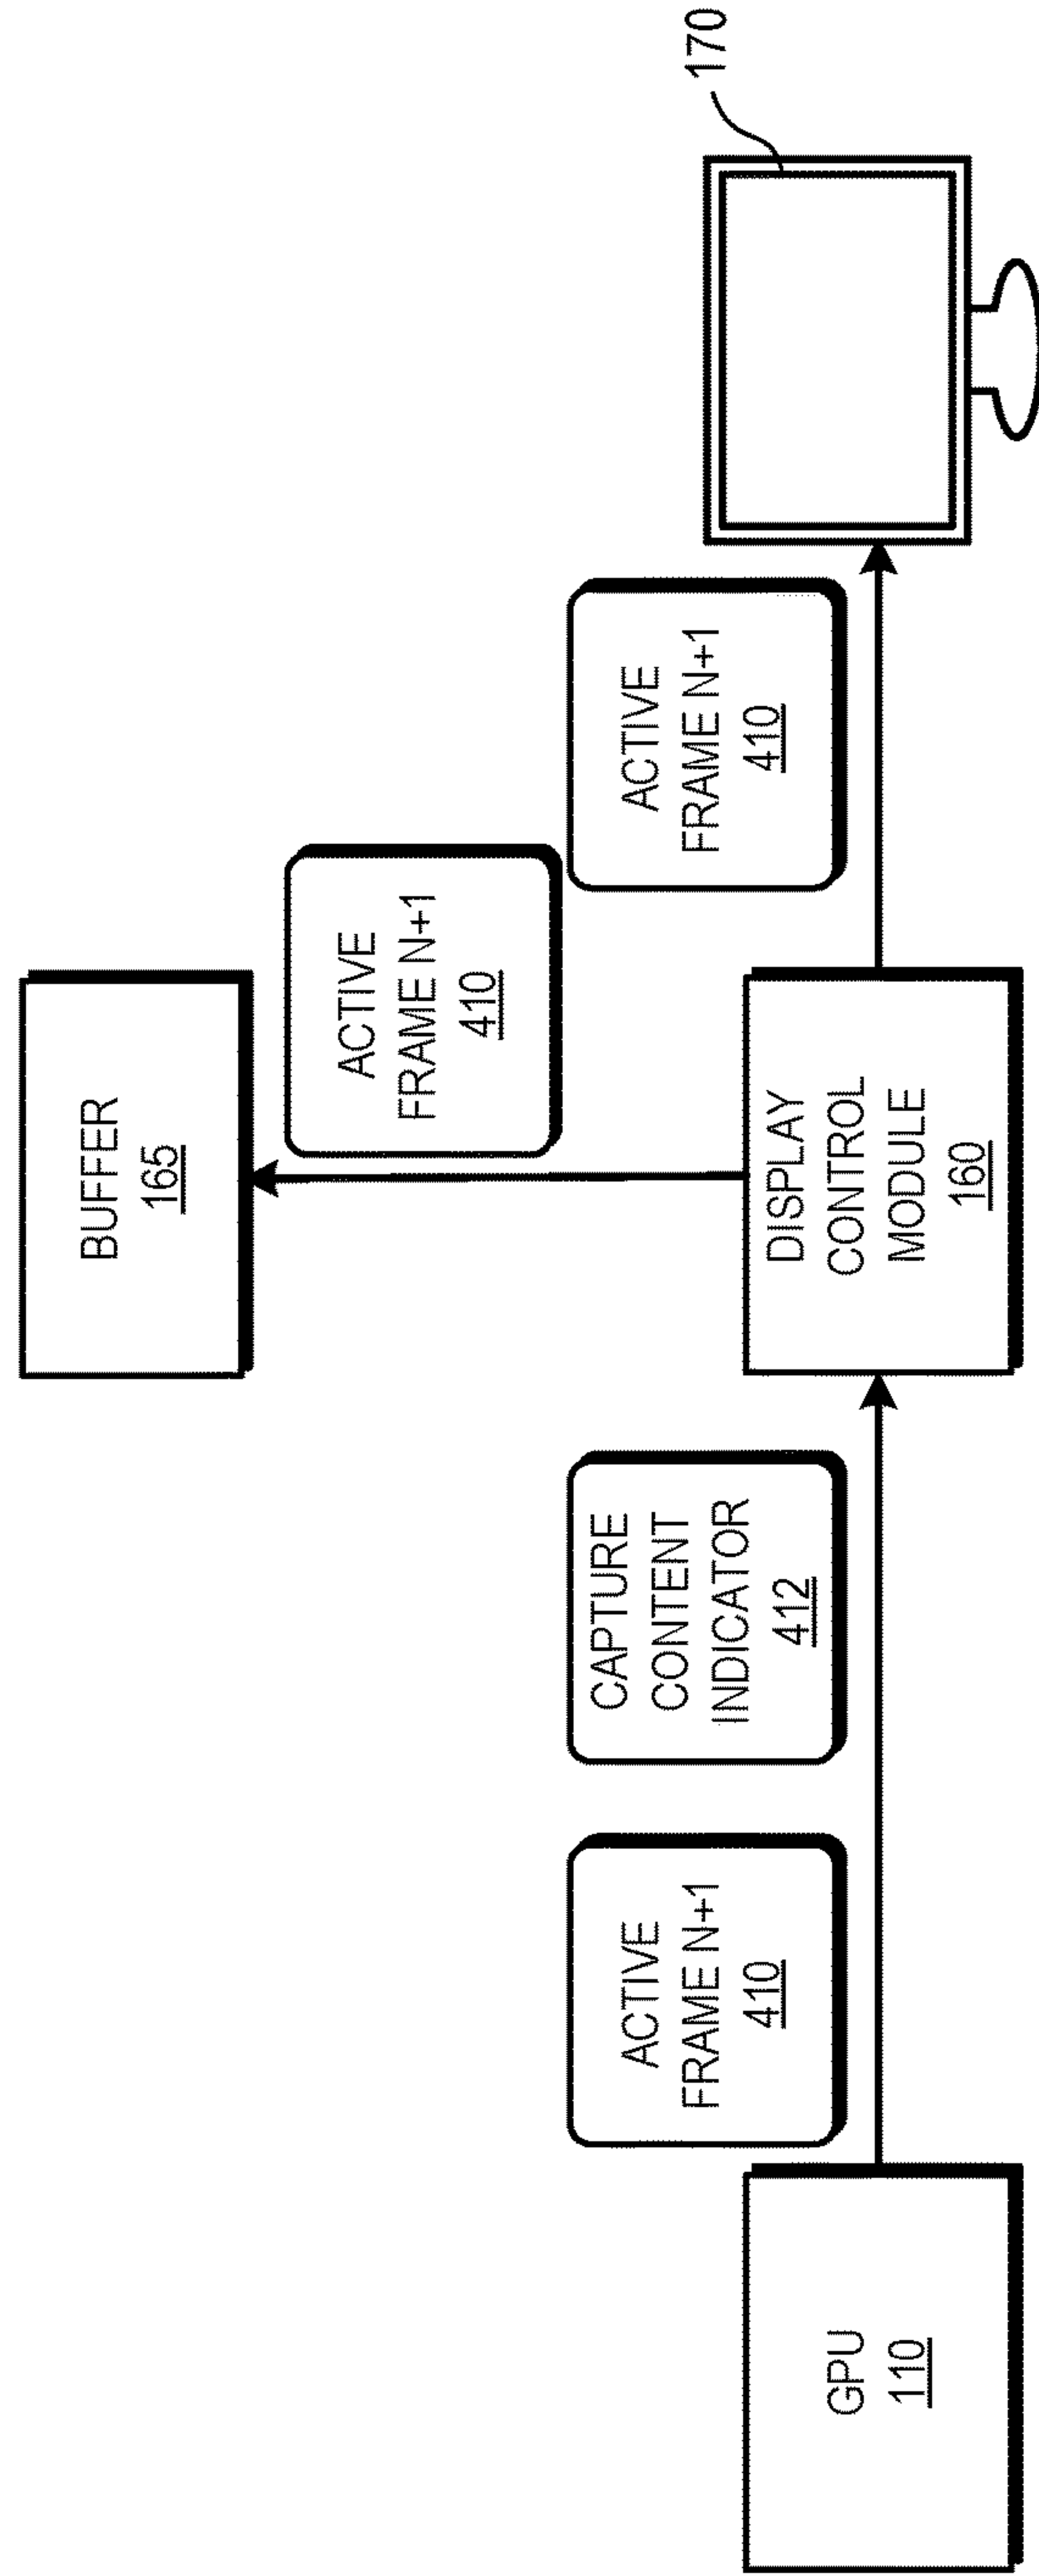 BUFFER
165
ACTIVE
FRAME N+1
410
ACTIVE
FRAME N+1
410
CAPTURE
CONTENT
INDICATOR
412
ACTIVE
FRAME N+1
410
170
GPU
110
DISPLAY
CONTROL
MODULE
160